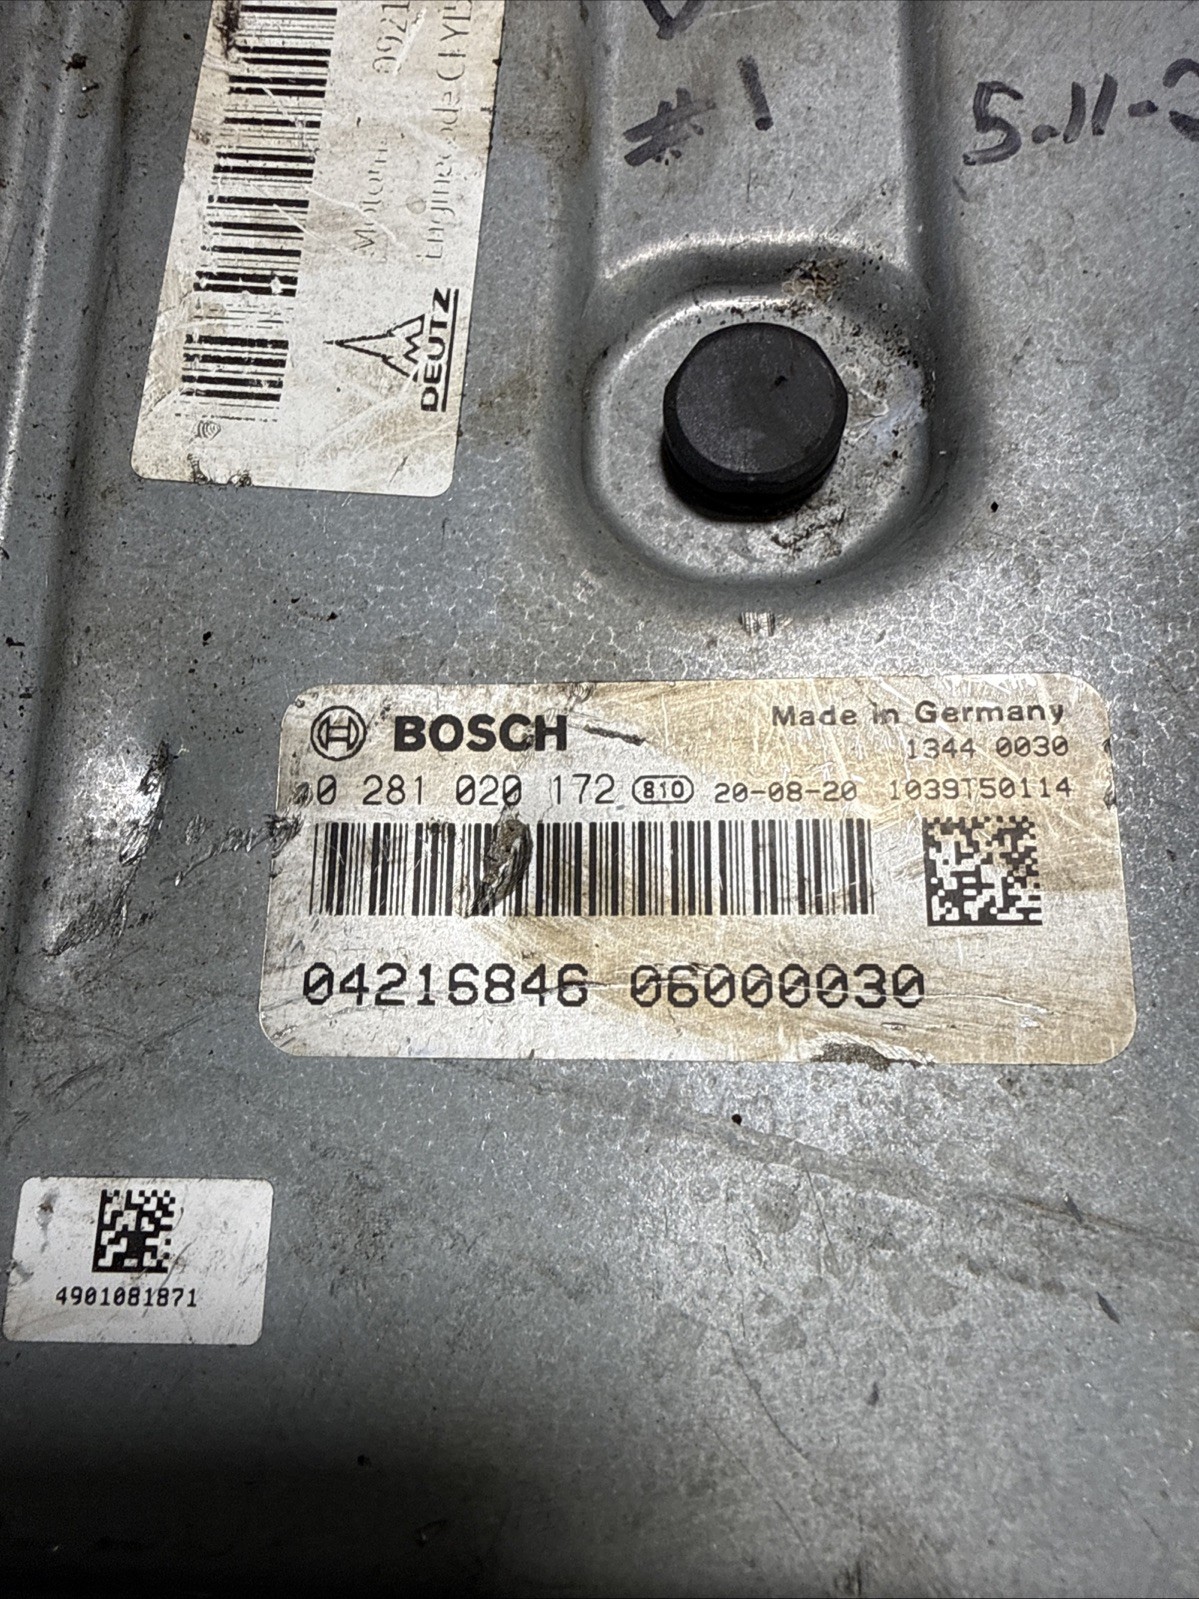 # 1
5-11-
DEUTZ
BOSCH
Made in Germany
1344 0030
0 281 020 172 810 20-08-20 1039T50114
04216846 06000030
4901081871